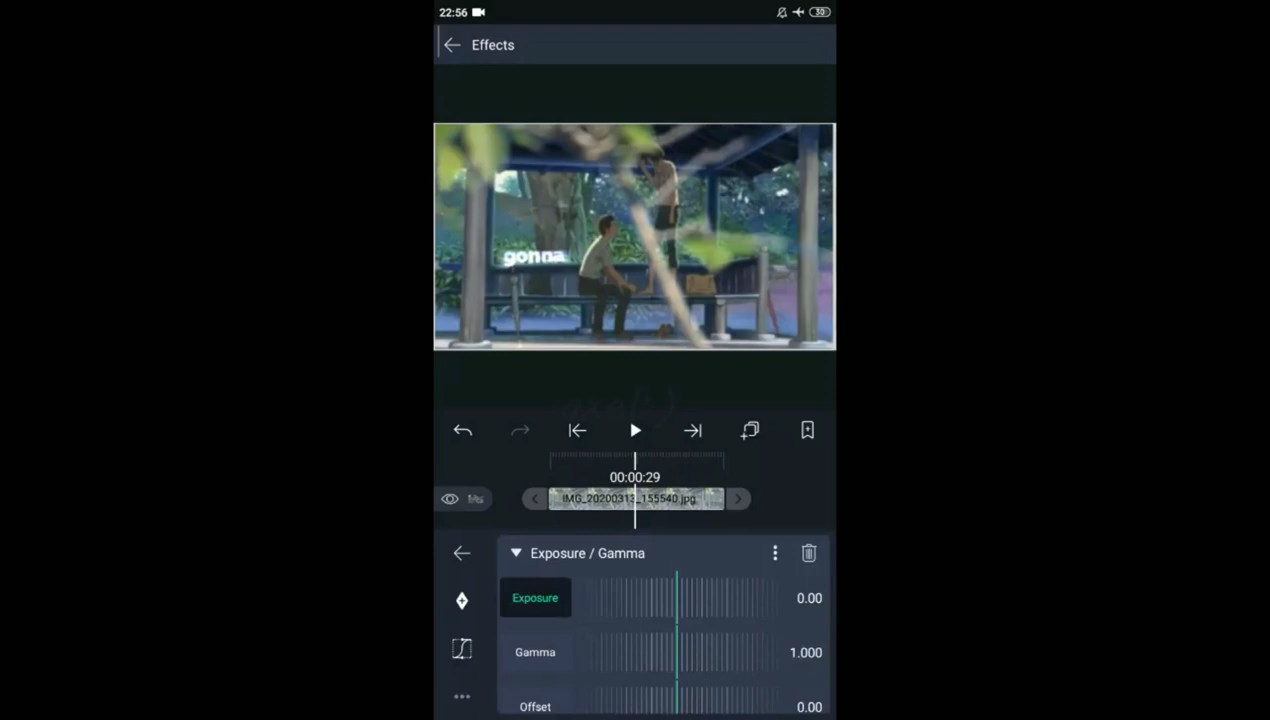 22:56
30
Effects
gonna
00:00:29
IMG_20200313_155540.jpg
Exposure / Gamma
Exposure 0.00
Gamma 1.000
Offset 0.00